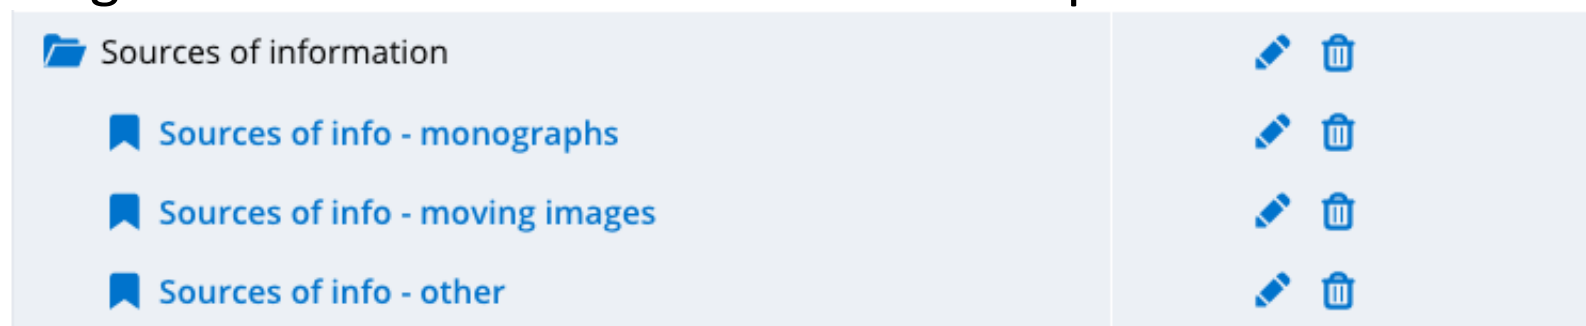 Sources of information
Sources of info - monographs
Sources of info - moving images
Sources of info - other